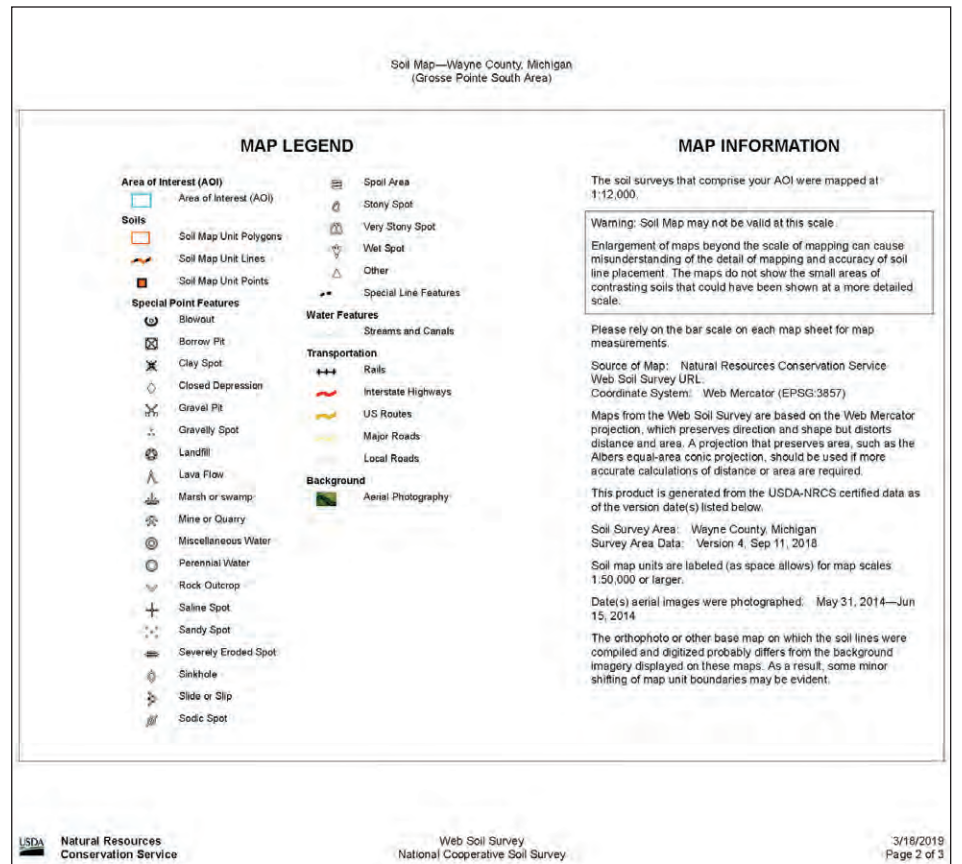 Soil Map—Wayne County, Michigan
(Grosse Pointe South Area)
MAP LEGEND
Area of Interest (AOI)
Area of Interest (AOI)
Soils
Soil Map Unit Polygons
Soil Map Unit Lines
Soil Map Unit Points
Special Point Features
Blowout
Borrow Pit
Clay Spot
Closed Depression
Gravel Pit
Gravelly Spot
Landfill
Lava Flow
Marsh or swamp
Mine or Quarry
Miscellaneous Water
Perennial Water
Rock Outcrop
Saline Spot
Sandy Spot
Severely Eroded Spot
Sinkhole
Slide or Slip
Sodic Spot
Spoil Area
Stony Spot
Very Stony Spot
Wet Spot
Other
Special Line Features
Water Features
Streams and Canals
Transportation
Rails
Interstate Highways
US Routes
Major Roads
Local Roads
Background
Aerial Photography
MAP INFORMATION
The soil surveys that comprise your AOI were mapped at
1:12,000.
Warning: Soil Map may not be valid at this scale.
Enlargement of maps beyond the scale of mapping can cause
misunderstanding of the detail of mapping and accuracy of soil
line placement. The maps do not show the small areas of
contrasting soils that could have been shown at a more detailed
scale.
Please rely on the bar scale on each map sheet for map
measurements.
Source of Map: Natural Resources Conservation Service
Web Soil Survey URL:
Coordinate System: Web Mercator (EPSG:3857)
Maps from the Web Soil Survey are based on the Web Mercator
projection, which preserves direction and shape but distorts
distance and area. A projection that preserves area, such as the
Albers equal-area conic projection, should be used if more
accurate calculations of distance or area are required.
This product is generated from the USDA-NRCS certified data as
of the version date(s) listed below.
Soil Survey Area: Wayne County, Michigan
Survey Area Data: Version 4, Sep 11, 2018
Soil map units are labeled (as space allows) for map scales
1:50,000 or larger.
Date(s) aerial images were photographed: May 31, 2014—Jun
15, 2014
The orthophoto or other base map on which the soil lines were
compiled and digitized probably differs from the background
imagery displayed on these maps. As a result, some minor
shifting of map unit boundaries may be evident.
USDA
Natural Resources
Conservation Service
Web Soil Survey
National Cooperative Soil Survey
3/18/2019
Page 2 of 3